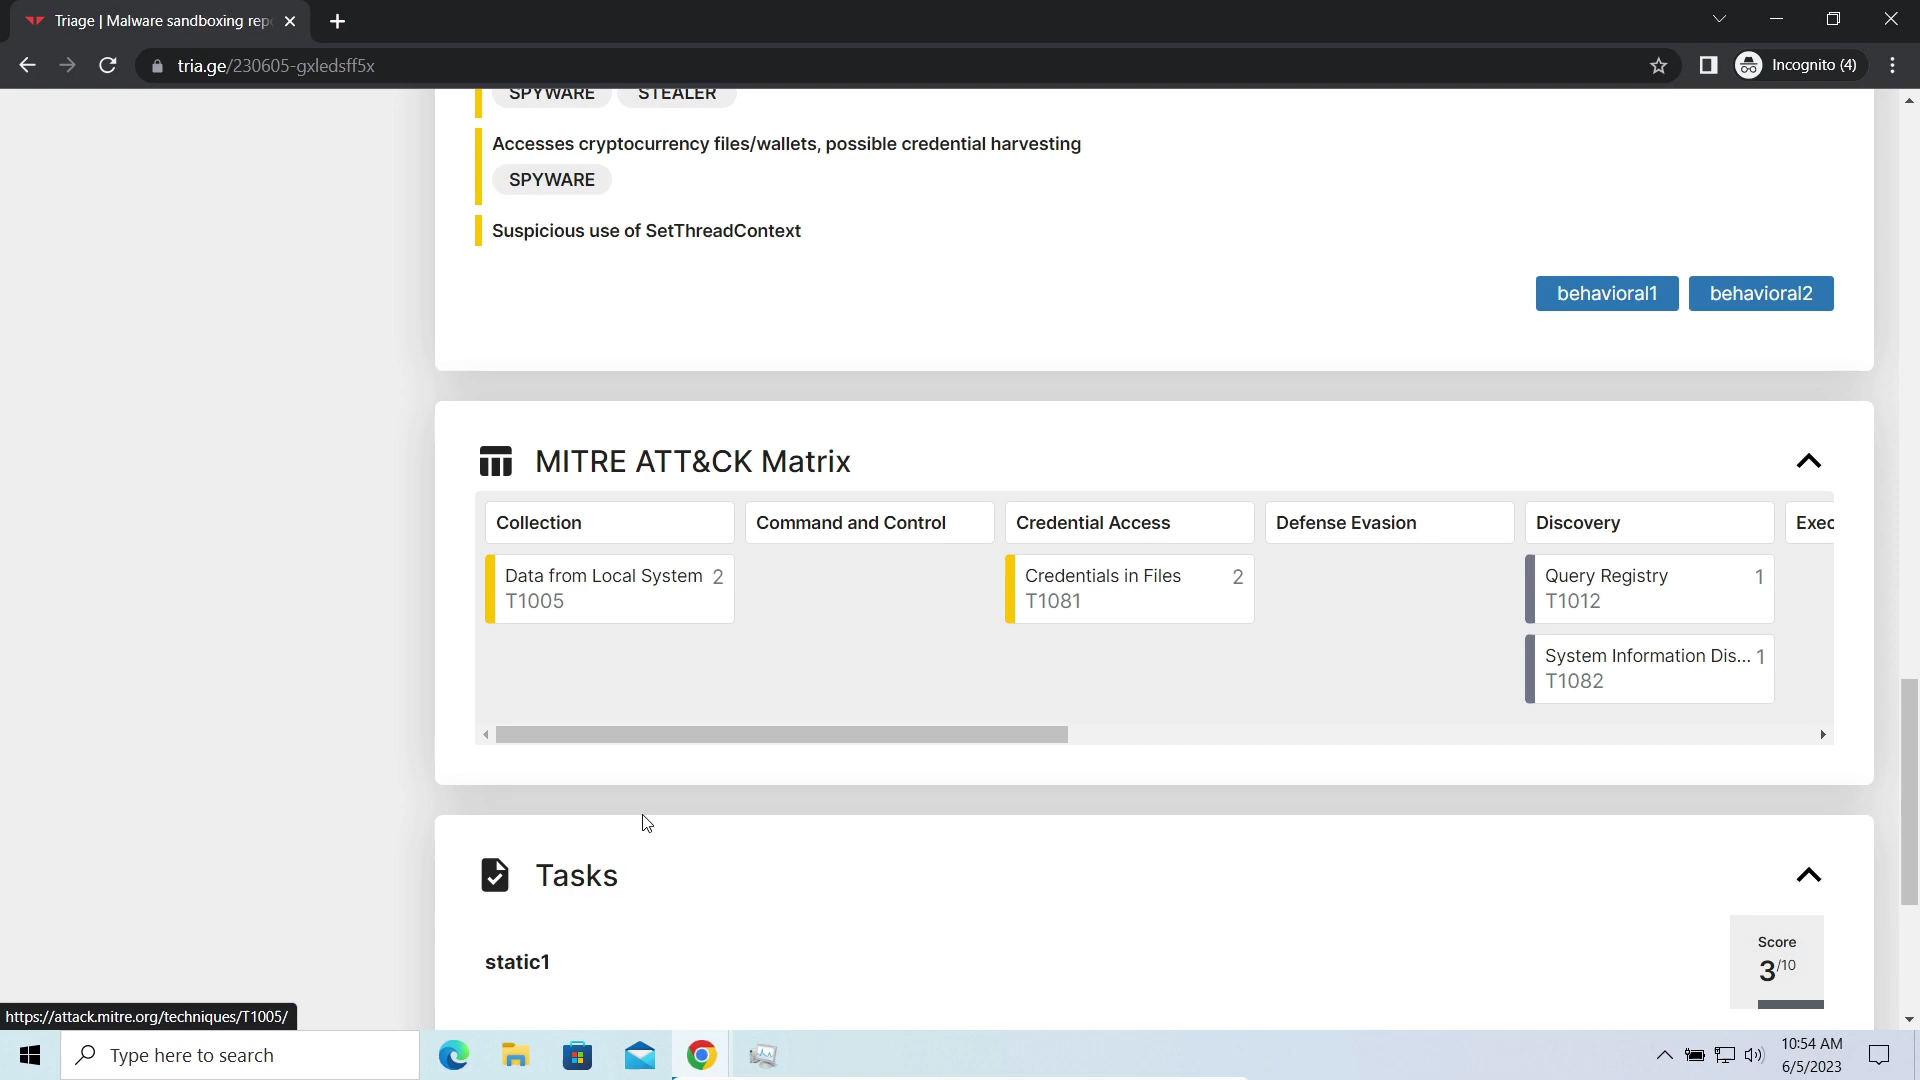 Triage | Malware sandboxing rep
tria.ge/230605-gxledsff5x
Incognito (4)
SPYWARE STEALER
Accesses cryptocurrency files/wallets, possible credential harvesting
SPYWARE
Suspicious use of SetThreadContext
behavioral1 behavioral2
MITRE ATT&CK Matrix
Collection Command and Control Credential Access Defense Evasion Discovery Exec
Data from Local System 2 Credentials in Files 2 Query Registry 1
T1005 T1081 T1012
System Information Dis... 1
T1082
Tasks
static1
Score
3/10
https://attack.mitre.org/techniques/T1005/
Type here to search
10:54 AM
6/5/2023